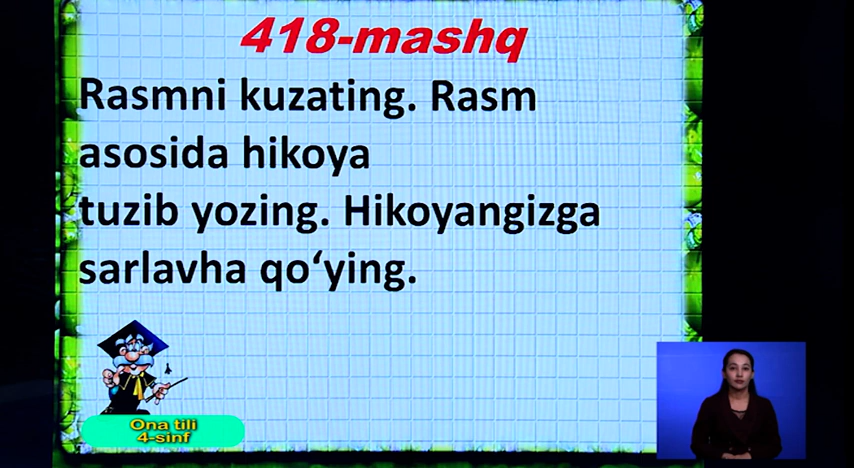 418-mashq
Rasmni kuzating. Rasm
asosida hikoya
tuzib yozing. Hikoyangizga
sarlavha qo‘ying.
Ona tili
4-sinf